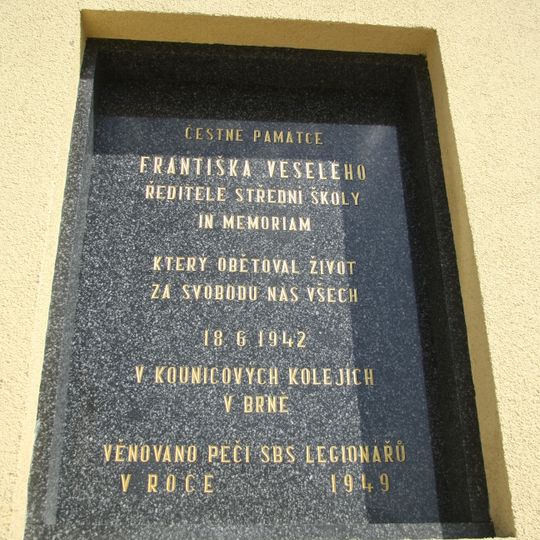 ČESTNÉ PAMÁTCE
FRANTIŠKA VESELÉHO
ŘEDITELE STŘEDNÍ ŠKOLY
IN MEMORIAM
KTERÝ OBĚTOVAL ŽIVOT
ZA SVOBODU NÁS VŠECH
18.6.1942
V KOUNICOVÝCH KOLEJÍCH
V BRNĚ
VĚNOVÁNO PÉČÍ SBS LEGIONÁŘŮ
V ROCE 1949